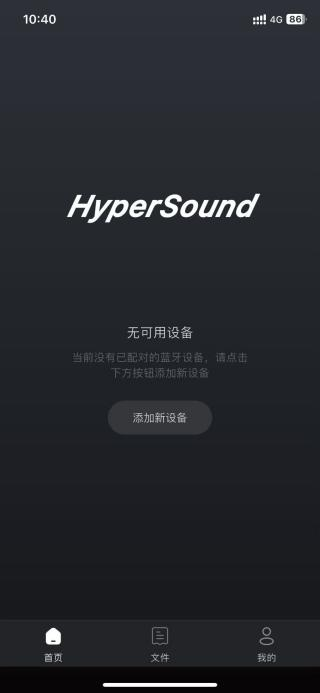 10:40
4G 86
HyperSound
无可用设备
当前没有已配对的蓝牙设备，请点击
下方按钮添加新设备
添加新设备
首页 文件 我的